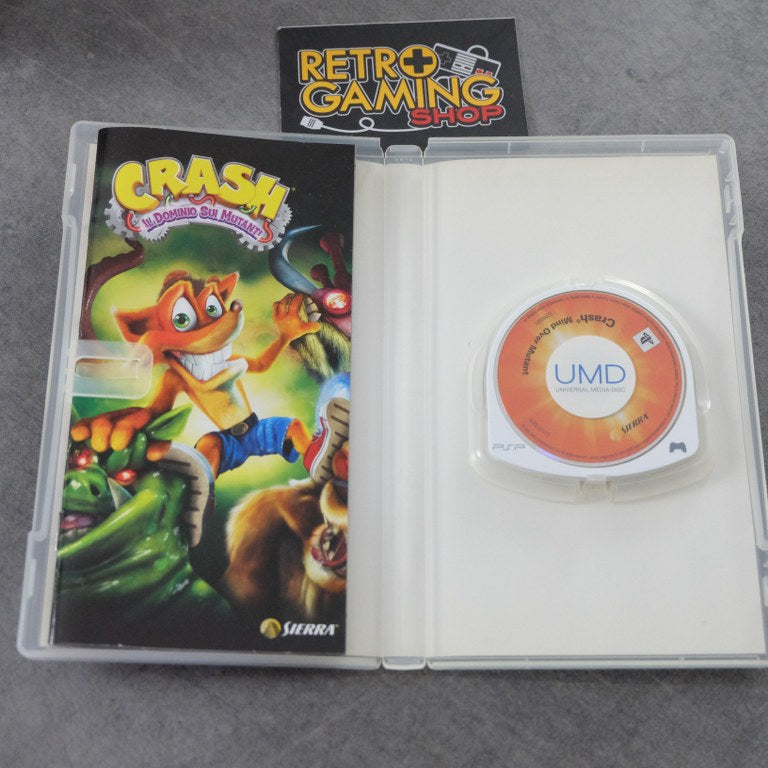 RETRO
GAMING
SHOP
CRASH
IL DOMINIO SUI MUTANTI
SIERRA
Crash® Mind Over Mutant
UMD
UNIVERSAL MEDIA DISC
SIERRA
PSP